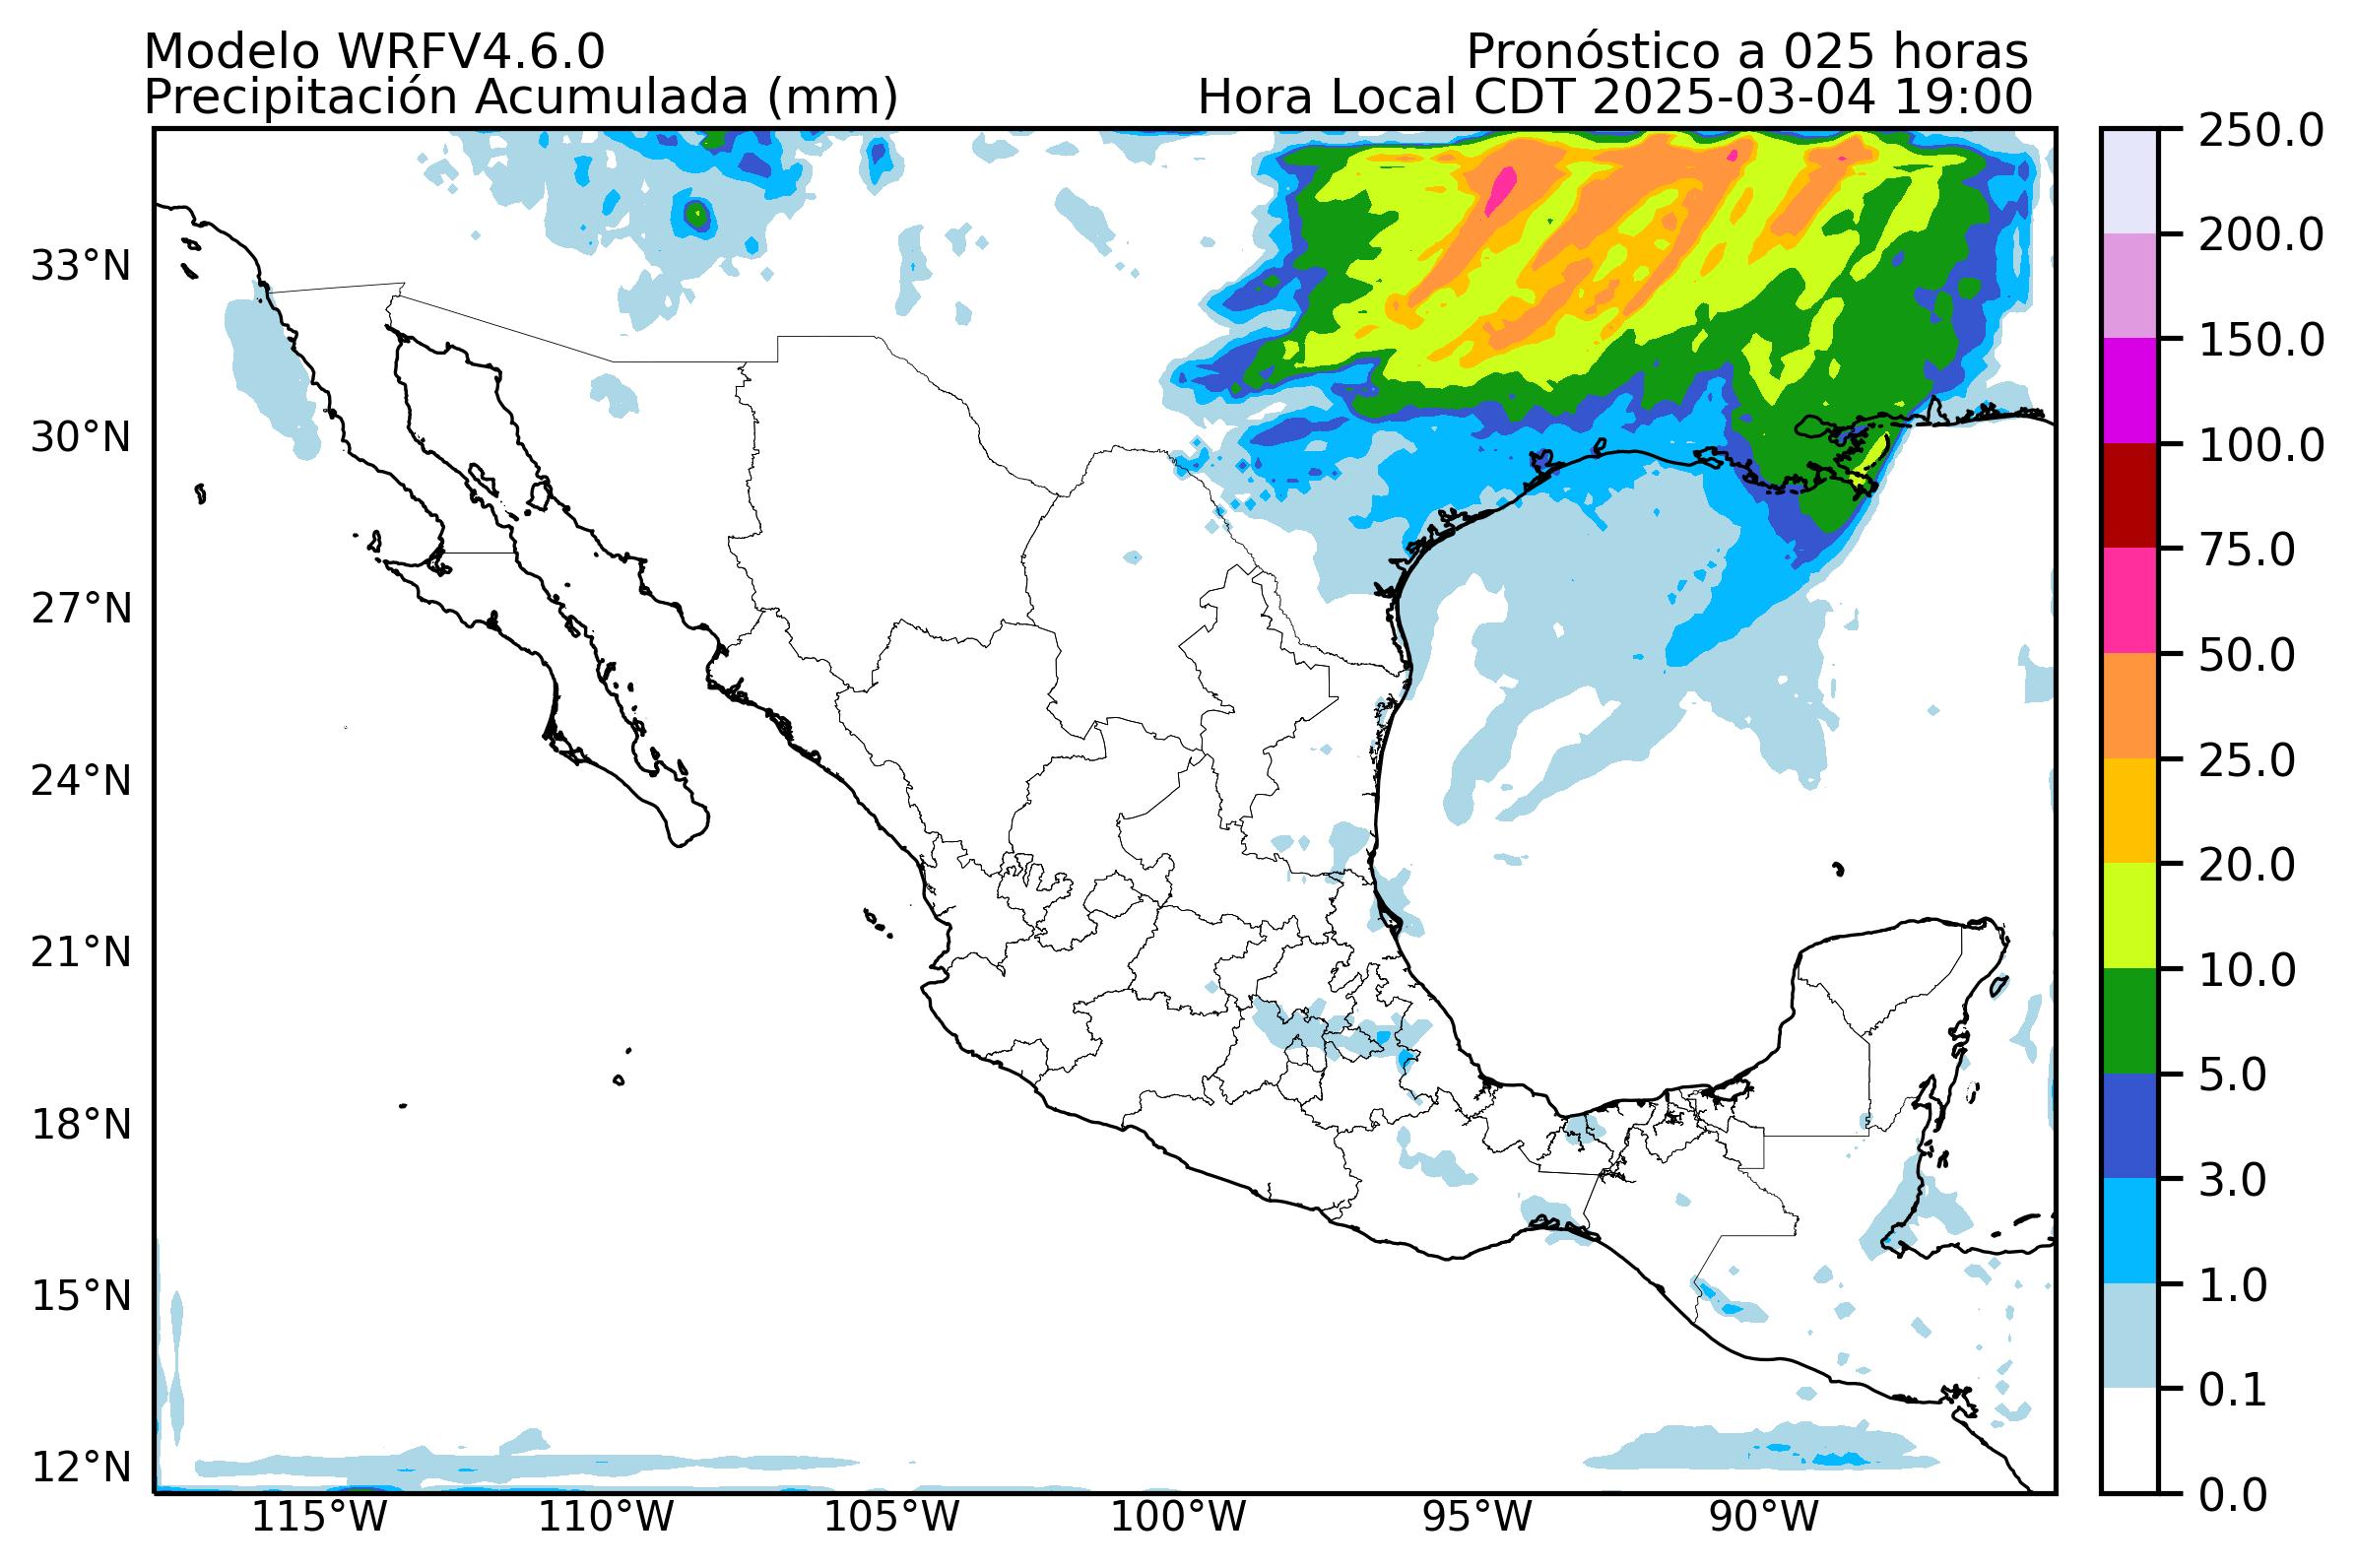 Modelo WRFV4.6.0
Pronóstico a 025 horas
Precipitación Acumulada (mm)
Hora Local CDT 2025-03-04 19:00
33°N
30°N
27°N
24°N
21°N
18°N
15°N
12°N
115°W
110°W
105°W
100°W
95°W
90°W
250.0
200.0
150.0
100.0
75.0
50.0
25.0
20.0
10.0
5.0
3.0
1.0
0.1
0.0